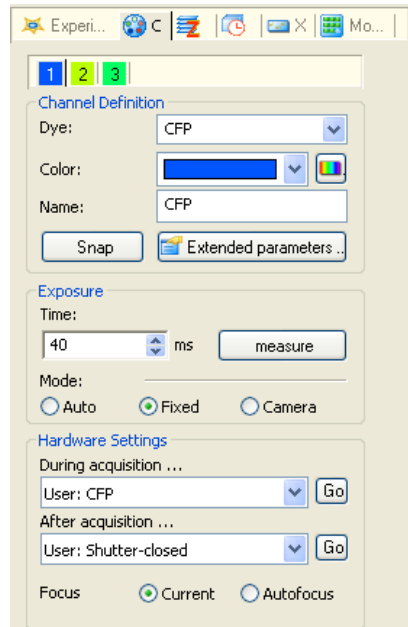 Experi... C X Mo...
1 2 3
Channel Definition
Dye: CFP
Color:
Name: CFP
Snap Extended parameters ..
Exposure
Time:
40 ms measure
Mode:
Auto Fixed Camera
Hardware Settings
During acquisition ...
User: CFP Go
After acquisition ...
User: Shutter-closed Go
Focus Current Autofocus